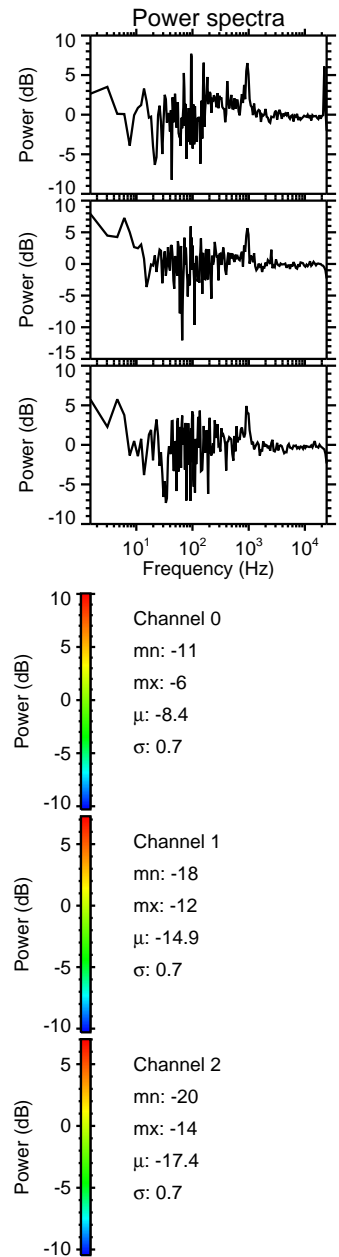 Power spectra
10
5
0
-5
-10
Power (dB)
10
5
0
-5
-10
-15
Power (dB)
10
5
0
-5
-10
Power (dB)
10¹ 10² 10³ 10⁴
Frequency (Hz)
10
5
0
-5
-10
Power (dB)
Channel 0
mn: -11
mx: -6
μ: -8.4
σ: 0.7
5
0
-5
-10
Power (dB)
Channel 1
mn: -18
mx: -12
μ: -14.9
σ: 0.7
5
0
-5
-10
Power (dB)
Channel 2
mn: -20
mx: -14
μ: -17.4
σ: 0.7